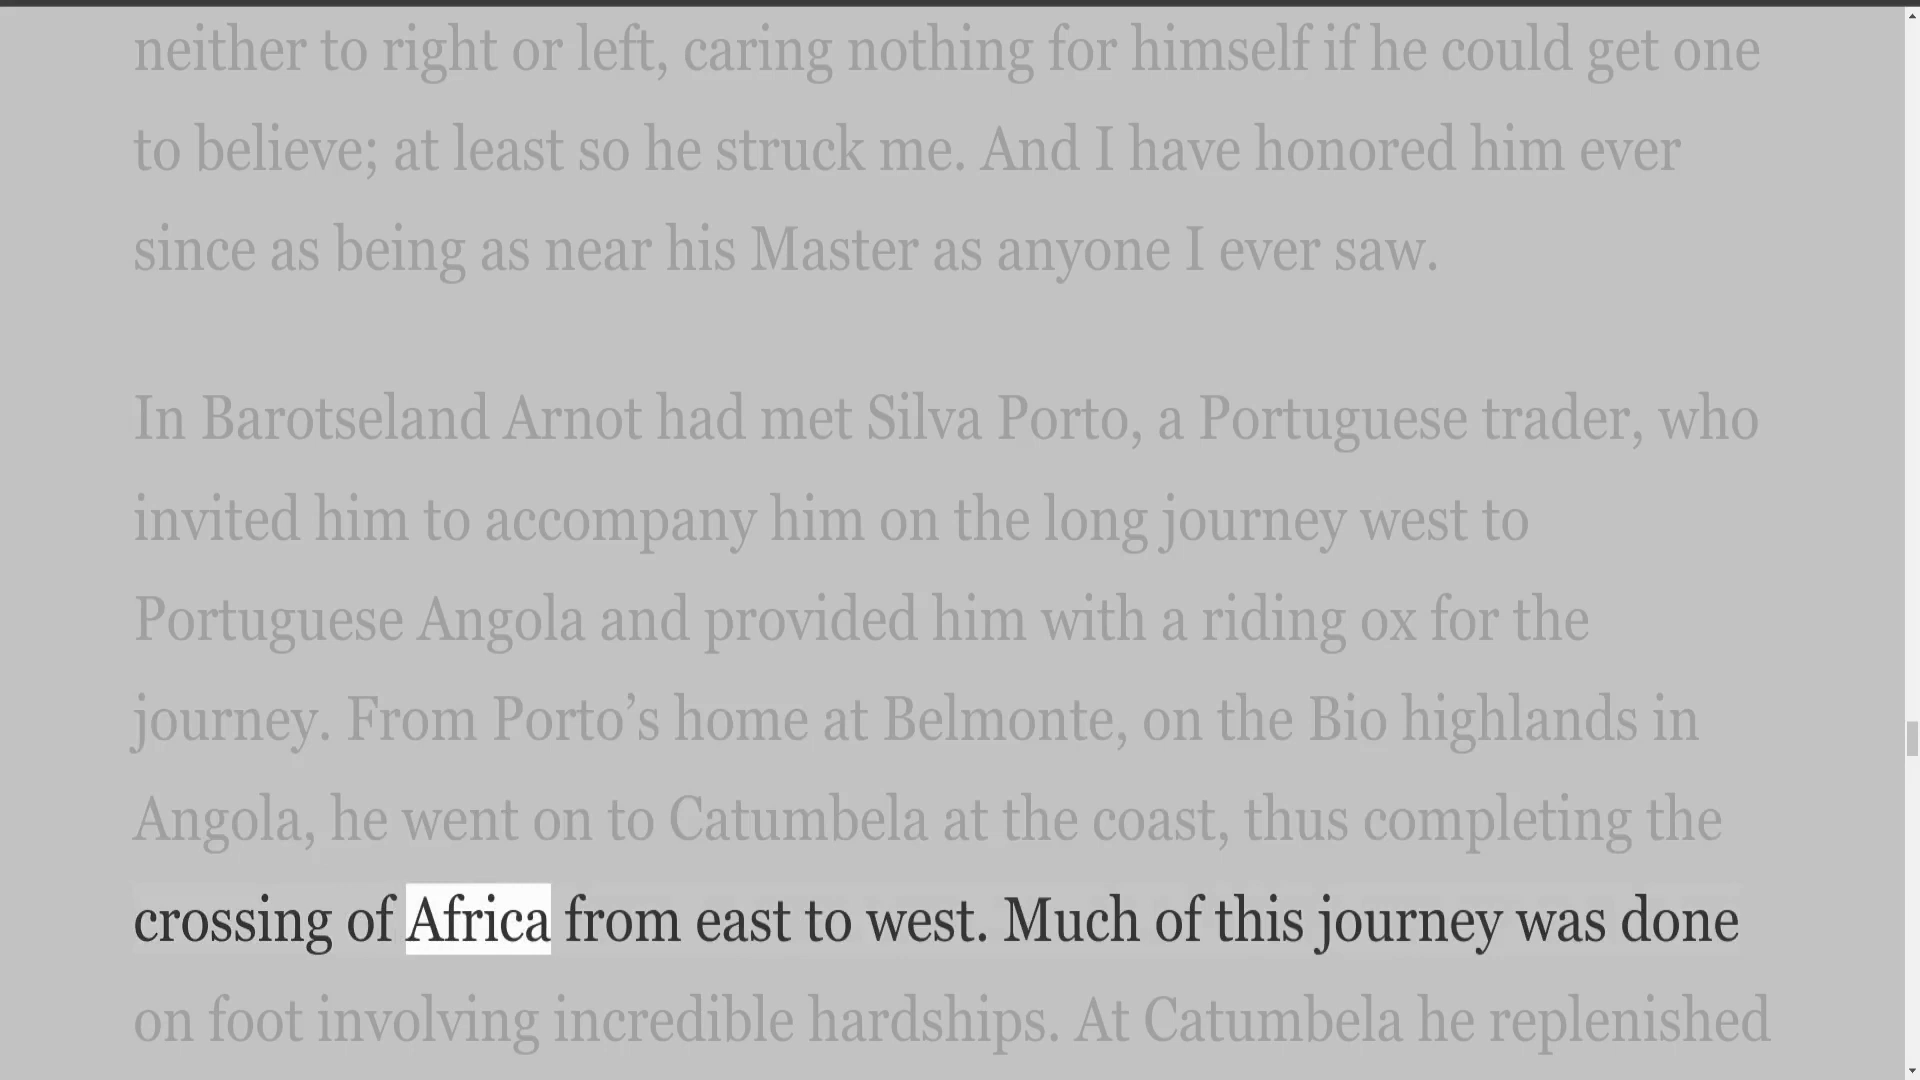 neither to right or left, caring nothing for himself if he could get one
to believe; at least so he struck me. And I have honored him ever
since as being as near his Master as anyone I ever saw.
In Barotseland Arnot had met Silva Porto, a Portuguese trader, who
invited him to accompany him on the long journey west to
Portuguese Angola and provided him with a riding ox for the
journey. From Porto’s home at Belmonte, on the Bio highlands in
Angola, he went on to Catumbela at the coast, thus completing the
crossing of Africa from east to west. Much of this journey was done
on foot involving incredible hardships. At Catumbela he replenished